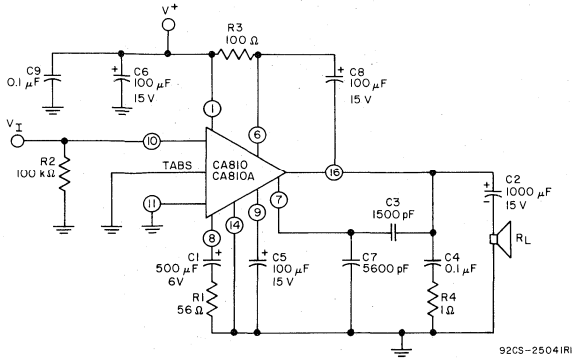 V+
R3
100 Ω
C9
0.1 µF
+
C6
100 µF
15 V
+
C8
100 µF
15 V
1
6
VI
10
R2
100 kΩ
TABS
CA810
CA810A
16
11
7
8
14
9
C3
1500 pF
+
C2
1000 µF
15 V
−
RL
C1
500 µF
6V
+
+
C5
100 µF
15 V
C7
5600 pF
C4
0.1 µF
R1
56 Ω
R4
1Ω
92CS-25041RI